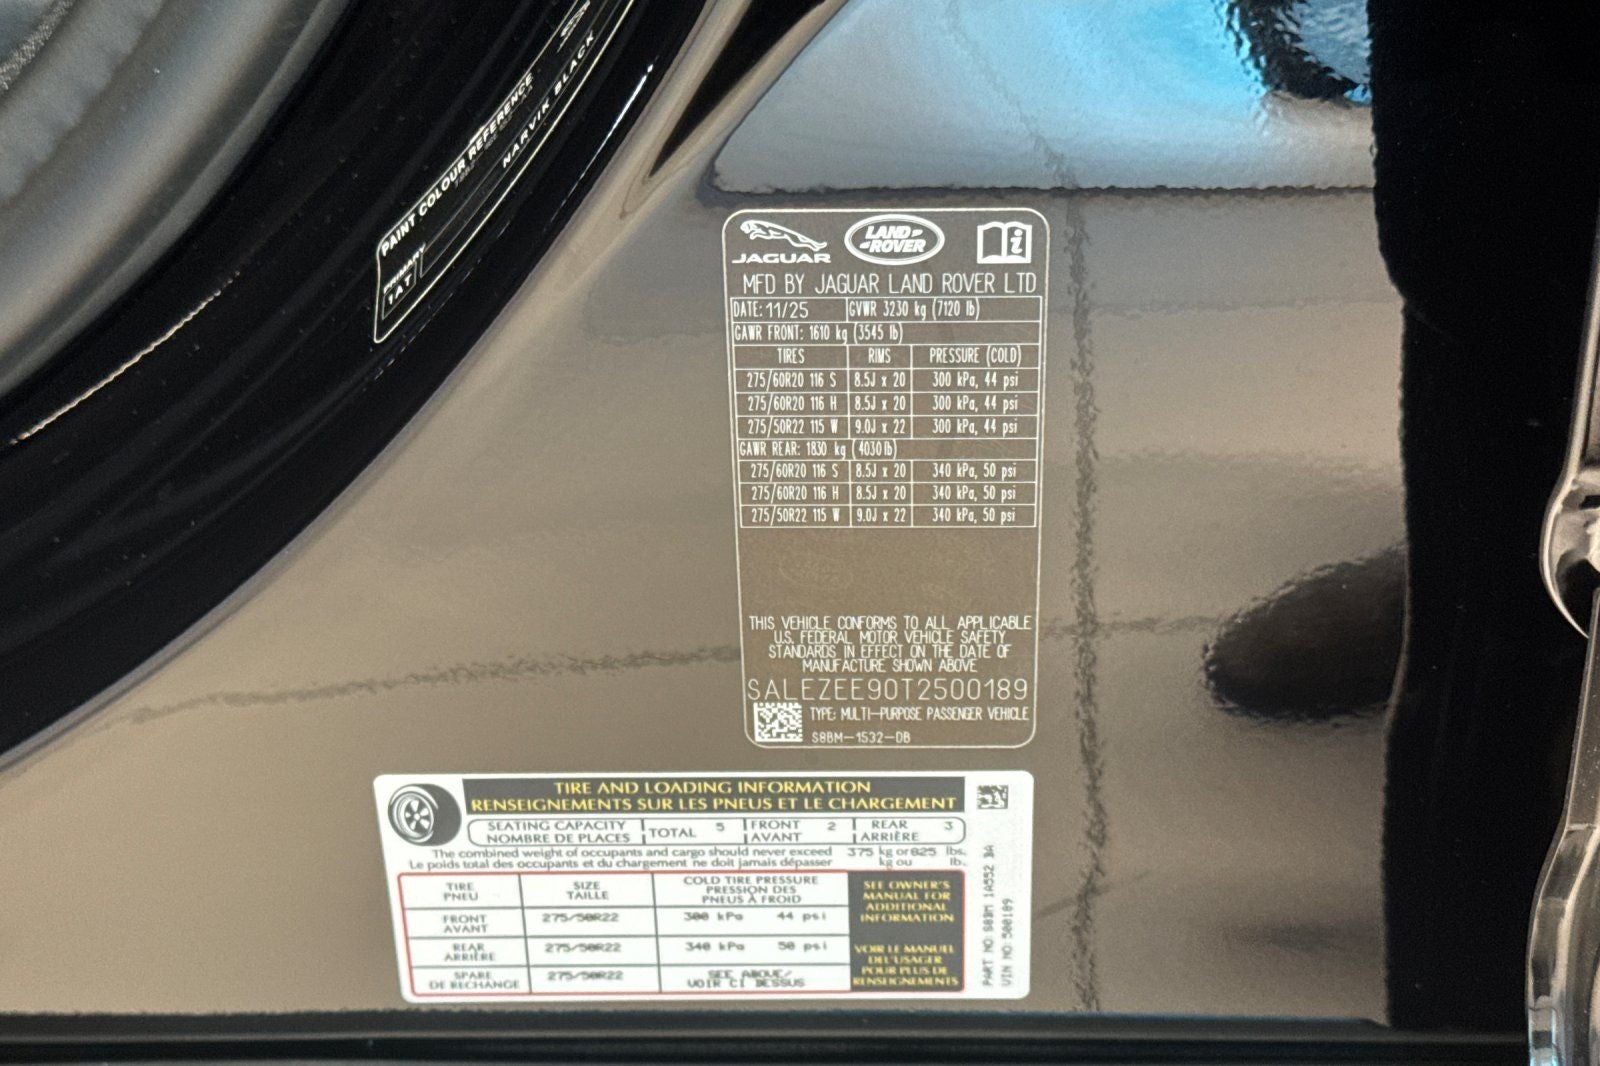 PAINT COLOUR REFERENCE
PRIMARY
1AT
NARVIK BLACK
JAGUAR
LAND ROVER
MFD BY JAGUAR LAND ROVER LTD
DATE: 11/25 GVWR 3230 kg (7120 lb)
GAWR FRONT: 1610 kg (3545 lb)
TIRES RIMS PRESSURE (COLD)
275/60R20 116 S 8.5J x 20 300 kPa, 44 psi
275/60R20 116 H 8.5J x 20 300 kPa, 44 psi
275/50R22 115 W 9.0J x 22 300 kPa, 44 psi
GAWR REAR: 1830 kg (4030lb)
275/60R20 116 S 8.5J x 20 340 kPa, 50 psi
275/60R20 116 H 8.5J x 20 340 kPa, 50 psi
275/50R22 115 W 9.0J x 22 340 kPa, 50 psi
THIS VEHICLE CONFORMS TO ALL APPLICABLE
U.S. FEDERAL MOTOR VEHICLE SAFETY
STANDARDS IN EFFECT ON THE DATE OF
MANUFACTURE SHOWN ABOVE
SALEZEE90T2500189
TYPE: MULTI-PURPOSE PASSENGER VEHICLE
S8BM-1532-DB
TIRE AND LOADING INFORMATION
RENSEIGNEMENTS SUR LES PNEUS ET LE CHARGEMENT
SEATING CAPACITY
NOMBRE DE PLACES
TOTAL 5
FRONT
AVANT
2
REAR
ARRIÈRE
3
The combined weight of occupants and cargo should never exceed 375 kg or 825 lbs.
Le poids total des occupants et du chargement ne doit jamais dépasser kg ou lb.
TIRE
PNEU
SIZE
TAILLE
COLD TIRE PRESSURE
PRESSION DES
PNEUS À FROID
FRONT
AVANT
275/50R22 300 kPa 44 psi
REAR
ARRIÈRE
275/50R22 340 kPa 50 psi
SPARE
DE RECHANGE
275/50R22
SEE ABOVE/
VOIR CI DESSUS
SEE OWNER'S
MANUAL FOR
ADDITIONAL
INFORMATION
VOIR LE MANUEL
DE L'USAGER
POUR PLUS DE
RENSEIGNEMENTS
PART NO S8BM 1A552 BA
VIN NO 500189